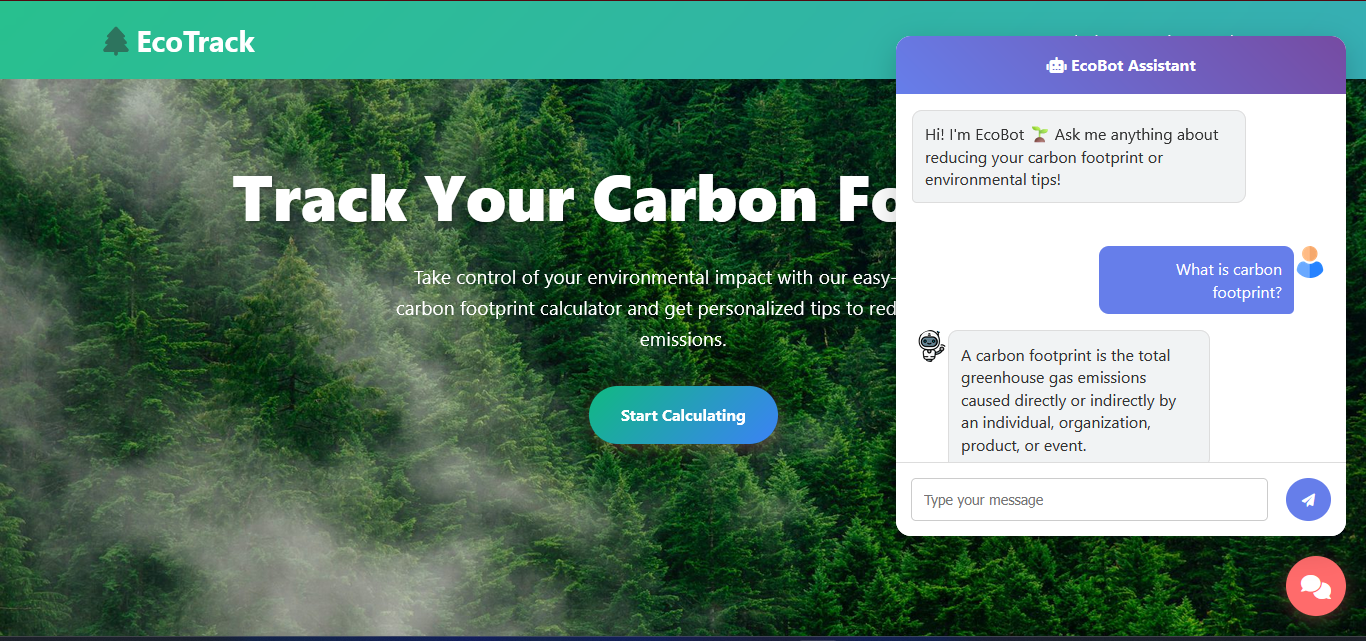 EcoTrack
Track Your Carbon Fo
Take control of your environmental impact with our easy-
carbon footprint calculator and get personalized tips to red
emissions.
Start Calculating
EcoBot Assistant
Hi! I'm EcoBot 🌱 Ask me anything about
reducing your carbon footprint or
environmental tips!
What is carbon
footprint?
A carbon footprint is the total
greenhouse gas emissions
caused directly or indirectly by
an individual, organization,
product, or event.
Type your message